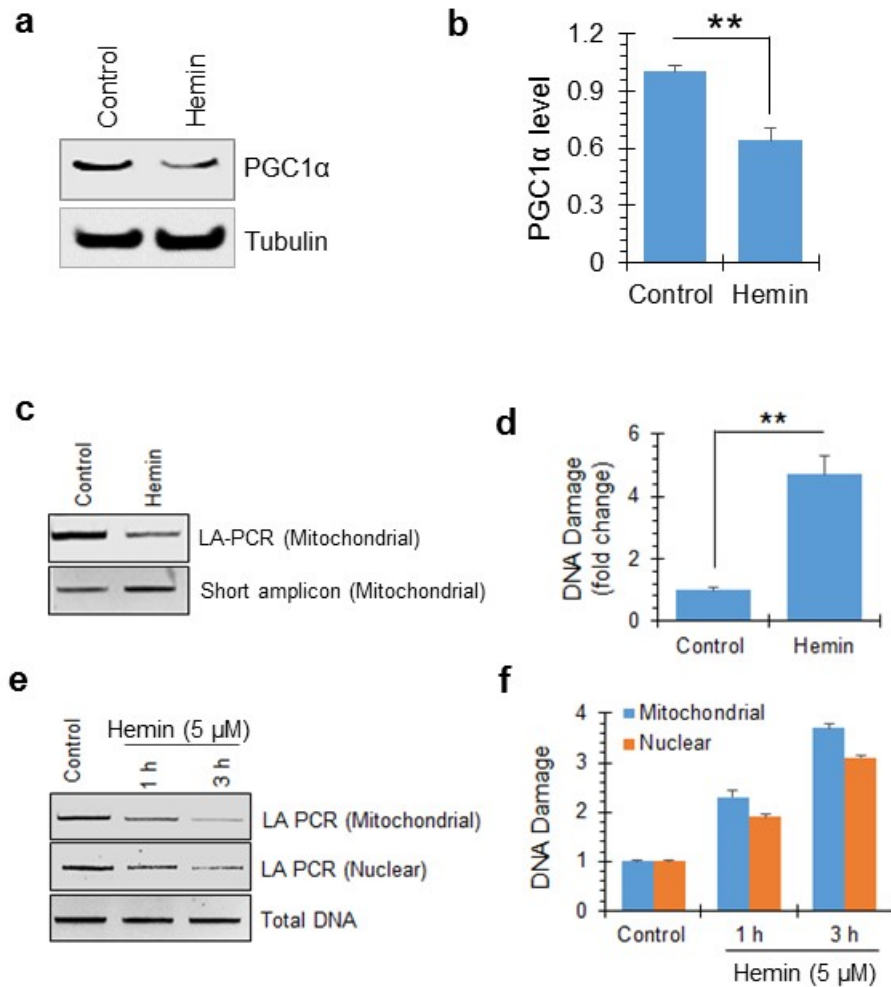 a
Control
Hemin
PGC1α
Tubulin
b
**
PGC1α level
1.2
0.9
0.6
0.3
0
Control
Hemin
c
Control
Hemin
LA-PCR (Mitochondrial)
Short amplicon (Mitochondrial)
d
**
DNA Damage
(fold change)
6
4
2
0
Control
Hemin
e
Control
Hemin (5 μM)
1 h
3 h
LA PCR (Mitochondrial)
LA PCR (Nuclear)
Total DNA
f
Mitochondrial
Nuclear
DNA Damage
4
3
2
1
0
Control
1 h
3 h
Hemin (5 μM)